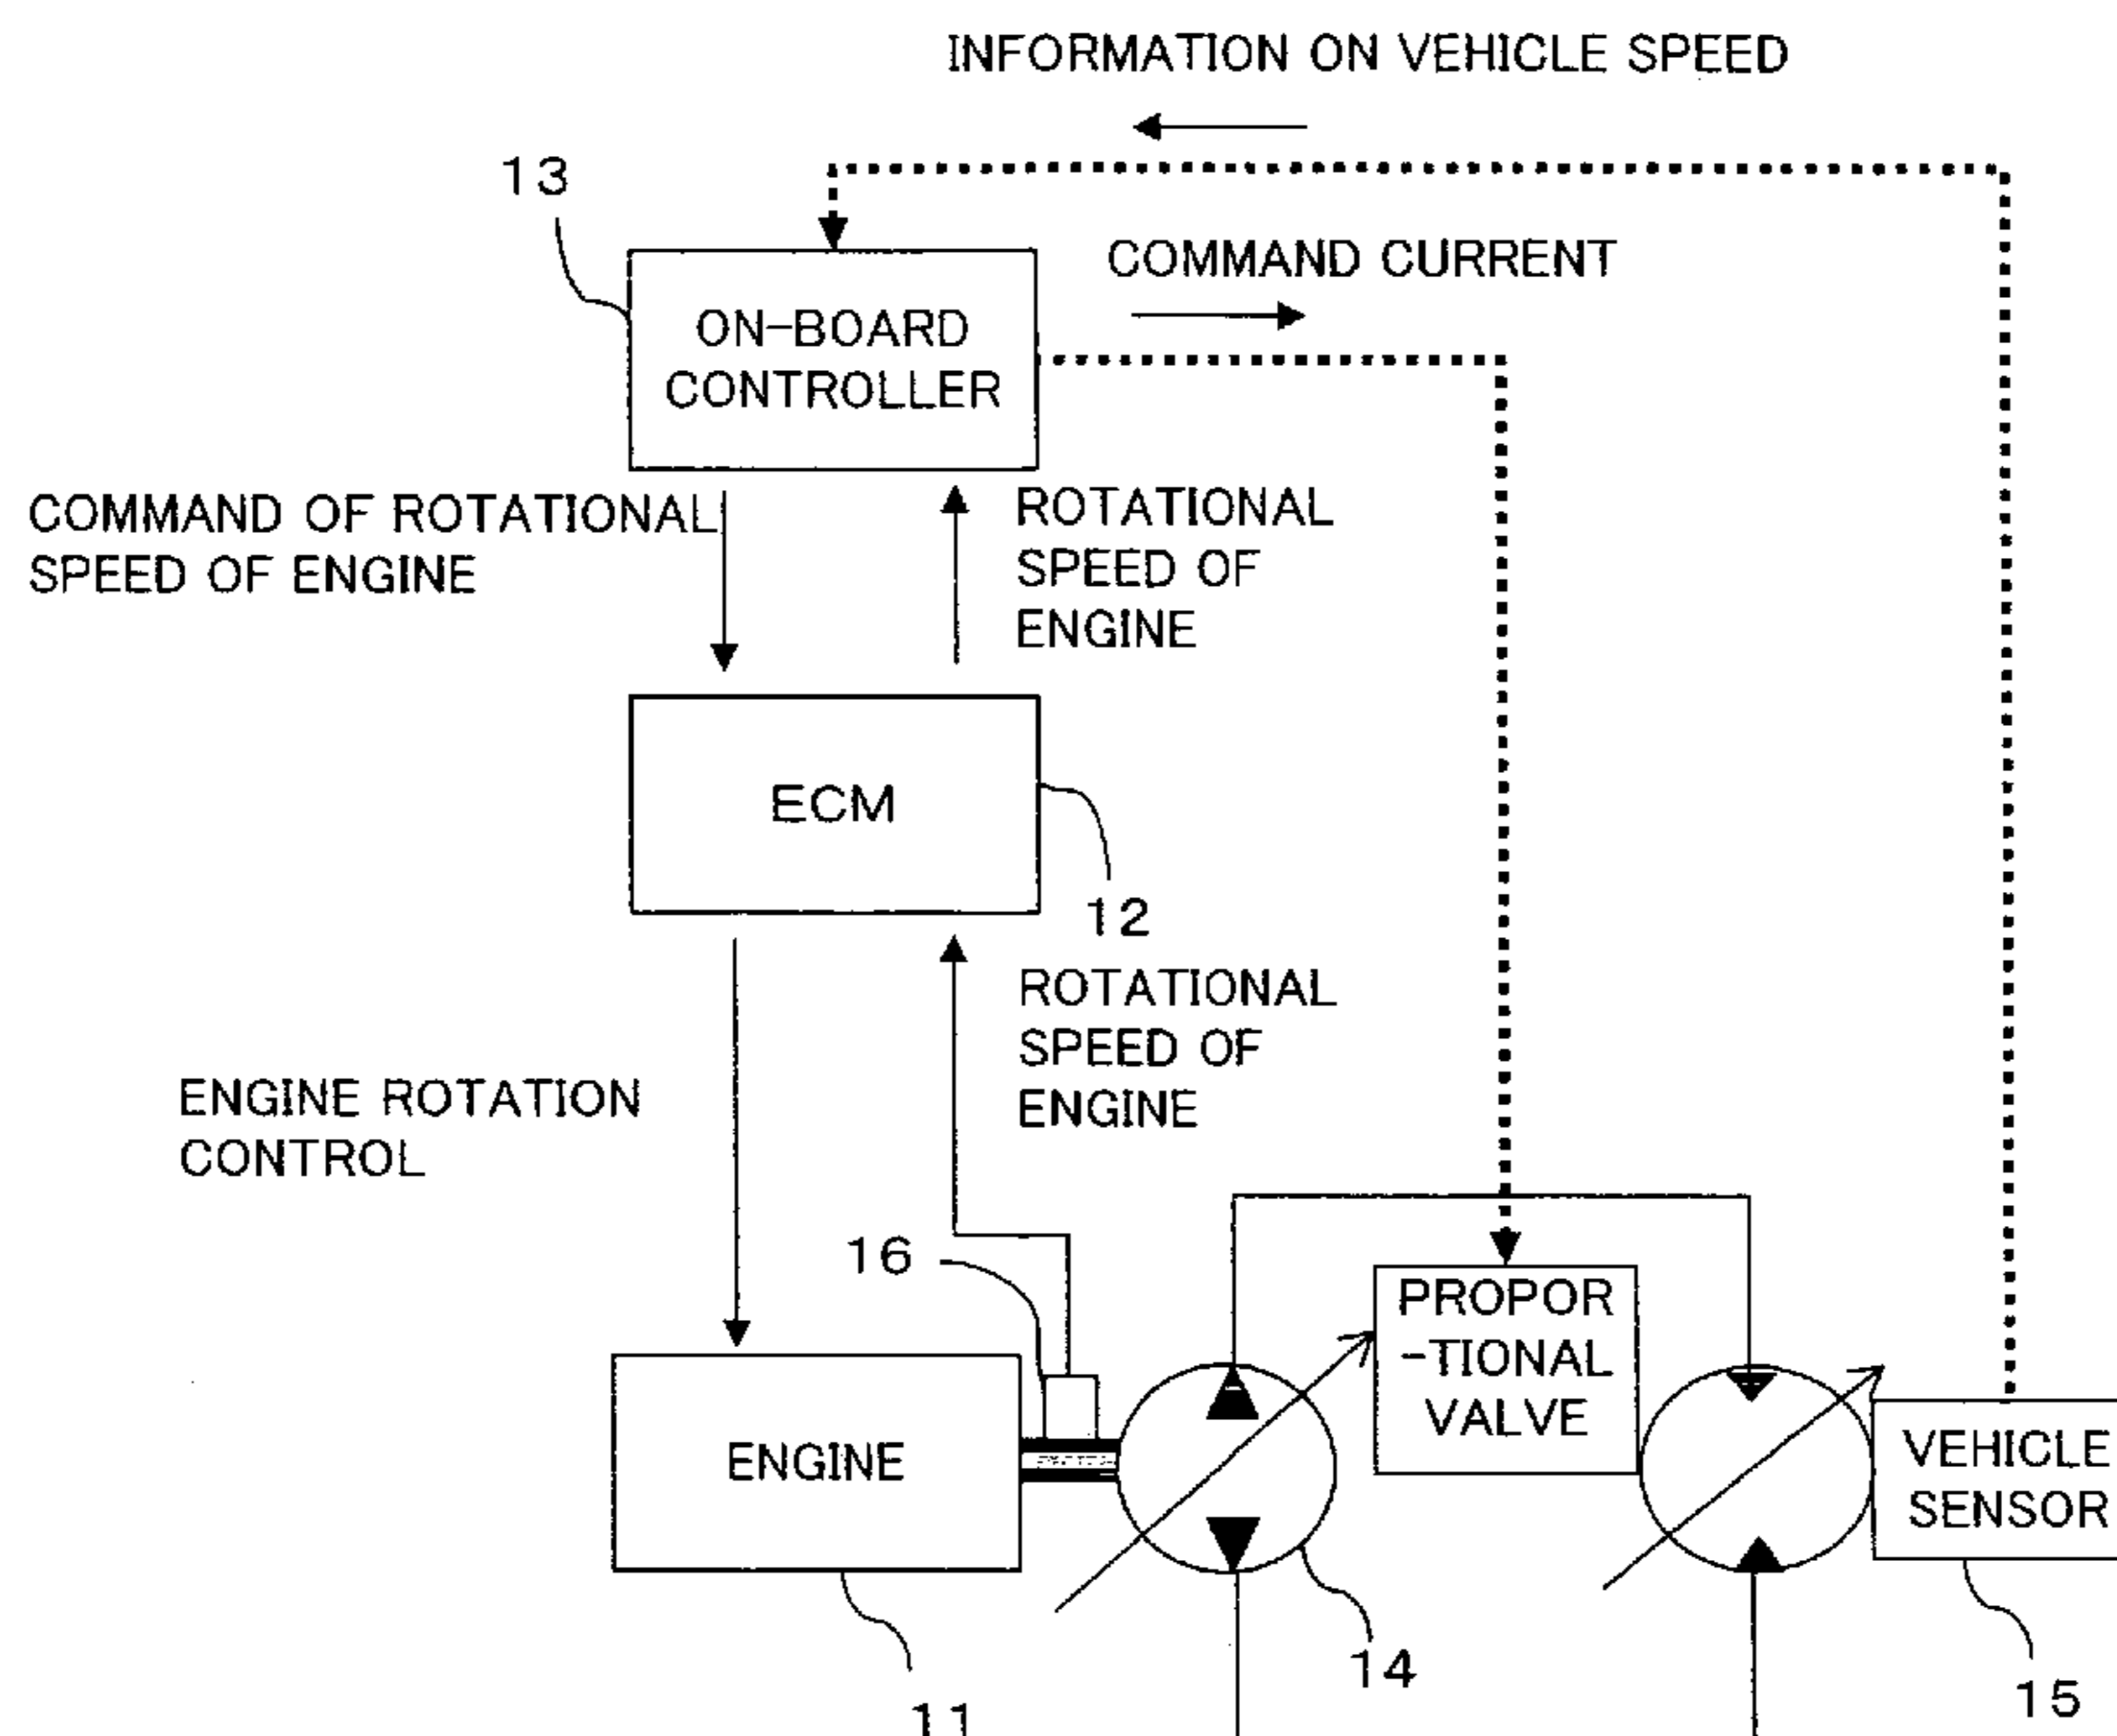 INFORMATION ON VEHICLE SPEED
13
COMMAND CURRENT
ON-BOARD
CONTROLLER
COMMAND OF ROTATIONAL
SPEED OF ENGINE
ROTATIONAL
SPEED OF
ENGINE
ECM
12
ROTATIONAL
SPEED OF
ENGINE
ENGINE ROTATION
CONTROL
16
PROPOR
-TIONAL
VALVE
ENGINE
VEHICLE
SENSOR
14
15
11